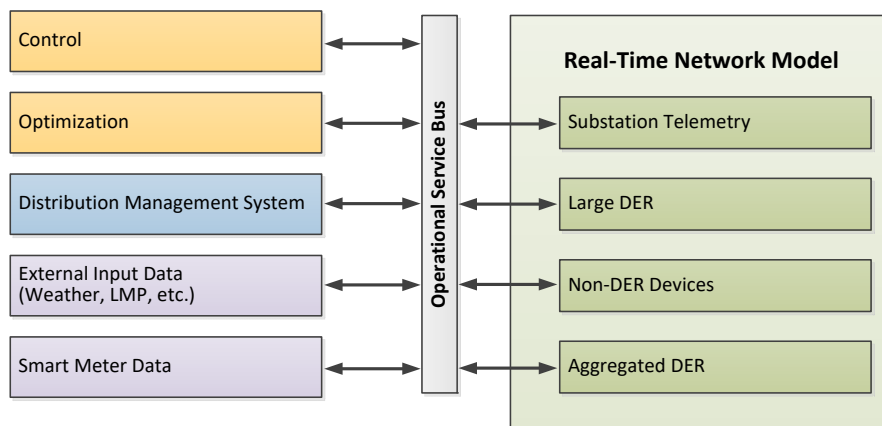 Control
Optimization
Distribution Management System
External Input Data
(Weather, LMP, etc.)
Smart Meter Data
Operational Service Bus
Real-Time Network Model
Substation Telemetry
Large DER
Non-DER Devices
Aggregated DER